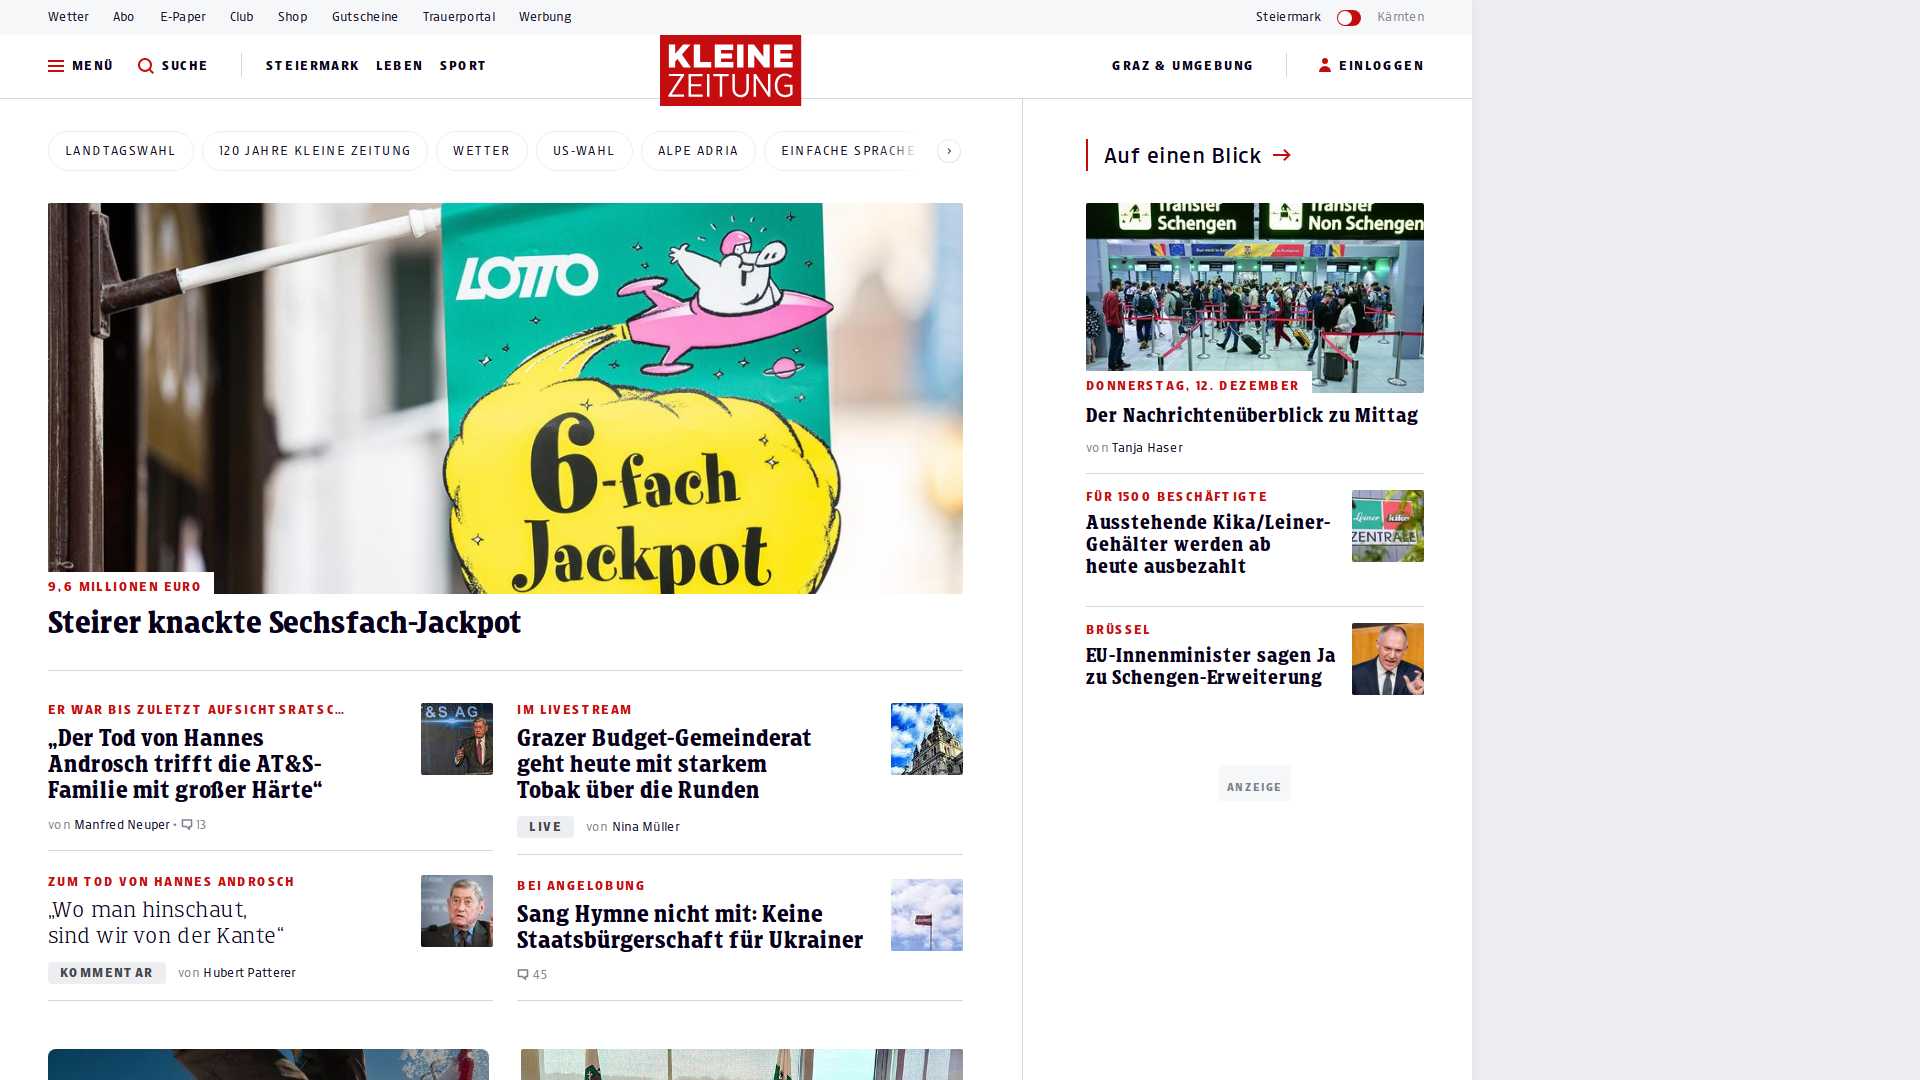 Wetter Abo E-Paper Club Shop Gutscheine Trauerportal Werbung Steiermark Kärnten
MENÜ SUCHE STEIERMARK LEBEN SPORT KLEINE ZEITUNG GRAZ & UMGEBUNG EINLOGGEN
LANDTAGSWAHL 120 JAHRE KLEINE ZEITUNG WETTER US-WAHL ALPE ADRIA EINFACHE SPRACHE
LOTTO
6-fach
Jackpot
9,6 MILLIONEN EURO
Steirer knackte Sechsfach-Jackpot
ER WAR BIS ZULETZT AUFSICHTSRATSC...
„Der Tod von Hannes
Androsch trifft die AT&S-
Familie mit großer Härte“
von Manfred Neuper • 13
T&S AG
IM LIVESTREAM
Grazer Budget-Gemeinderat
geht heute mit starkem
Tobak über die Runden
LIVE von Nina Müller
ZUM TOD VON HANNES ANDROSCH
„Wo man hinschaut,
sind wir von der Kante“
KOMMENTAR von Hubert Patterer
BEI ANGELOBUNG
Sang Hymne nicht mit: Keine
Staatsbürgerschaft für Ukrainer
45
Auf einen Blick
Transfer
Schengen
Transfer
Non Schengen
DONNERSTAG, 12. DEZEMBER
Der Nachrichtenüberblick zu Mittag
von Tanja Haser
FÜR 1500 BESCHÄFTIGTE
Ausstehende Kika/Leiner-
Gehälter werden ab
heute ausbezahlt
Leiner kika
ZENTRALE
BRÜSSEL
EU-Innenminister sagen Ja
zu Schengen-Erweiterung
ANZEIGE